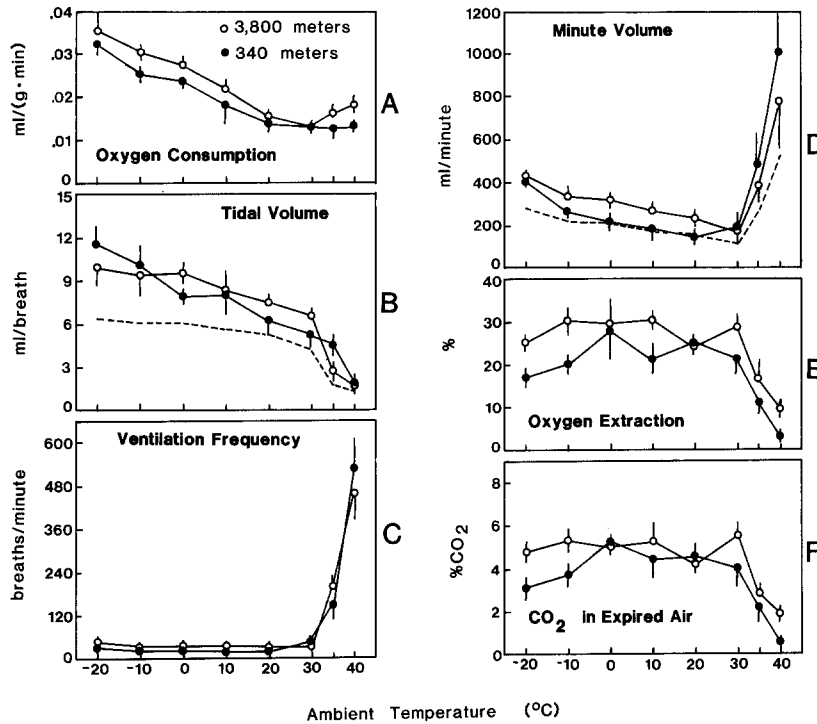 .04
.03
.02
.01
0
ml/(g·min)
○ 3,800 meters
● 340 meters
Oxygen Consumption
A
15
12
9
6
3
0
ml/breath
Tidal Volume
B
600
480
360
240
120
0
breaths/minute
Ventilation Frequency
C
-20 -10 0 10 20 30 40
1200
1000
800
600
400
200
0
ml/minute
Minute Volume
D
40
30
20
10
0
%
Oxygen Extraction
E
8
6
4
2
0
%CO2
CO2 in Expired Air
F
-20 -10 0 10 20 30 40
Ambient Temperature (°C)